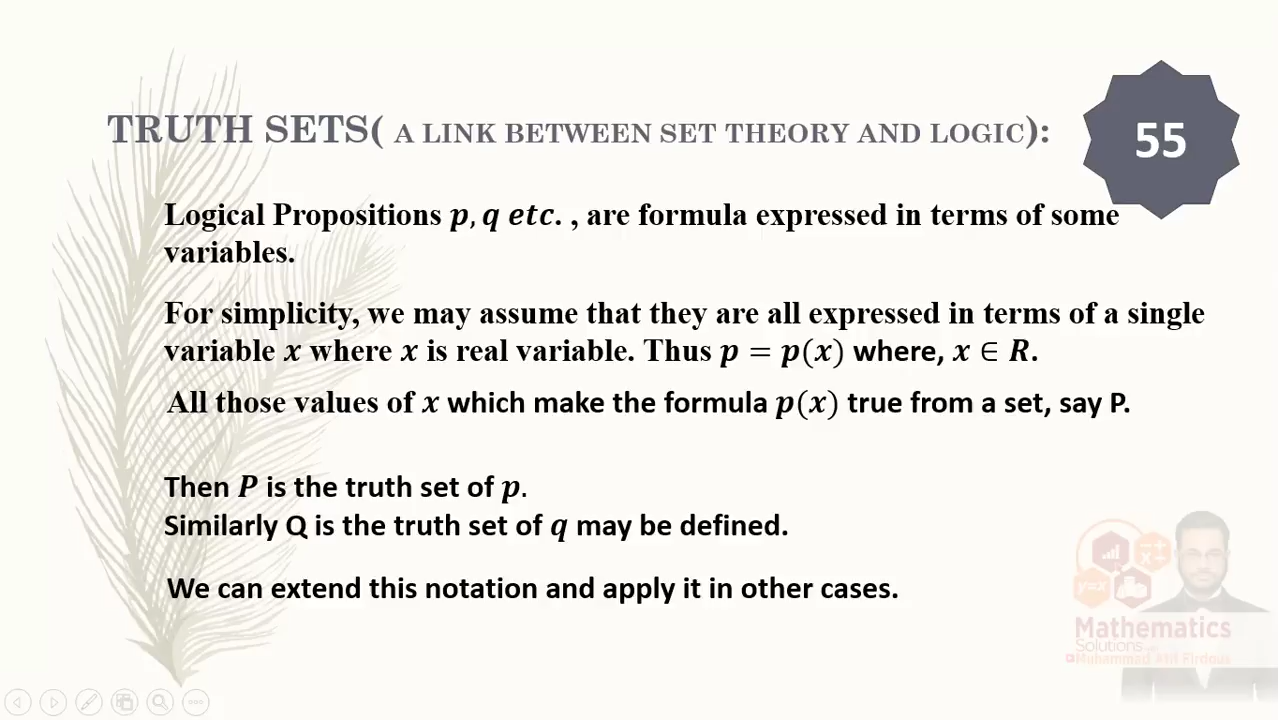 TRUTH SETS( A LINK BETWEEN SET THEORY AND LOGIC):
55
Logical Propositions p, q etc. , are formula expressed in terms of some
variables.
For simplicity, we may assume that they are all expressed in terms of a single
variable x where x is real variable. Thus p = p(x) where, x ∈ R.
All those values of x which make the formula p(x) true from a set, say P.
Then P is the truth set of p.
Similarly Q is the truth set of q may be defined.
We can extend this notation and apply it in other cases.
y=x
Mathematics
Solutions
Muhammad Atif Firdous